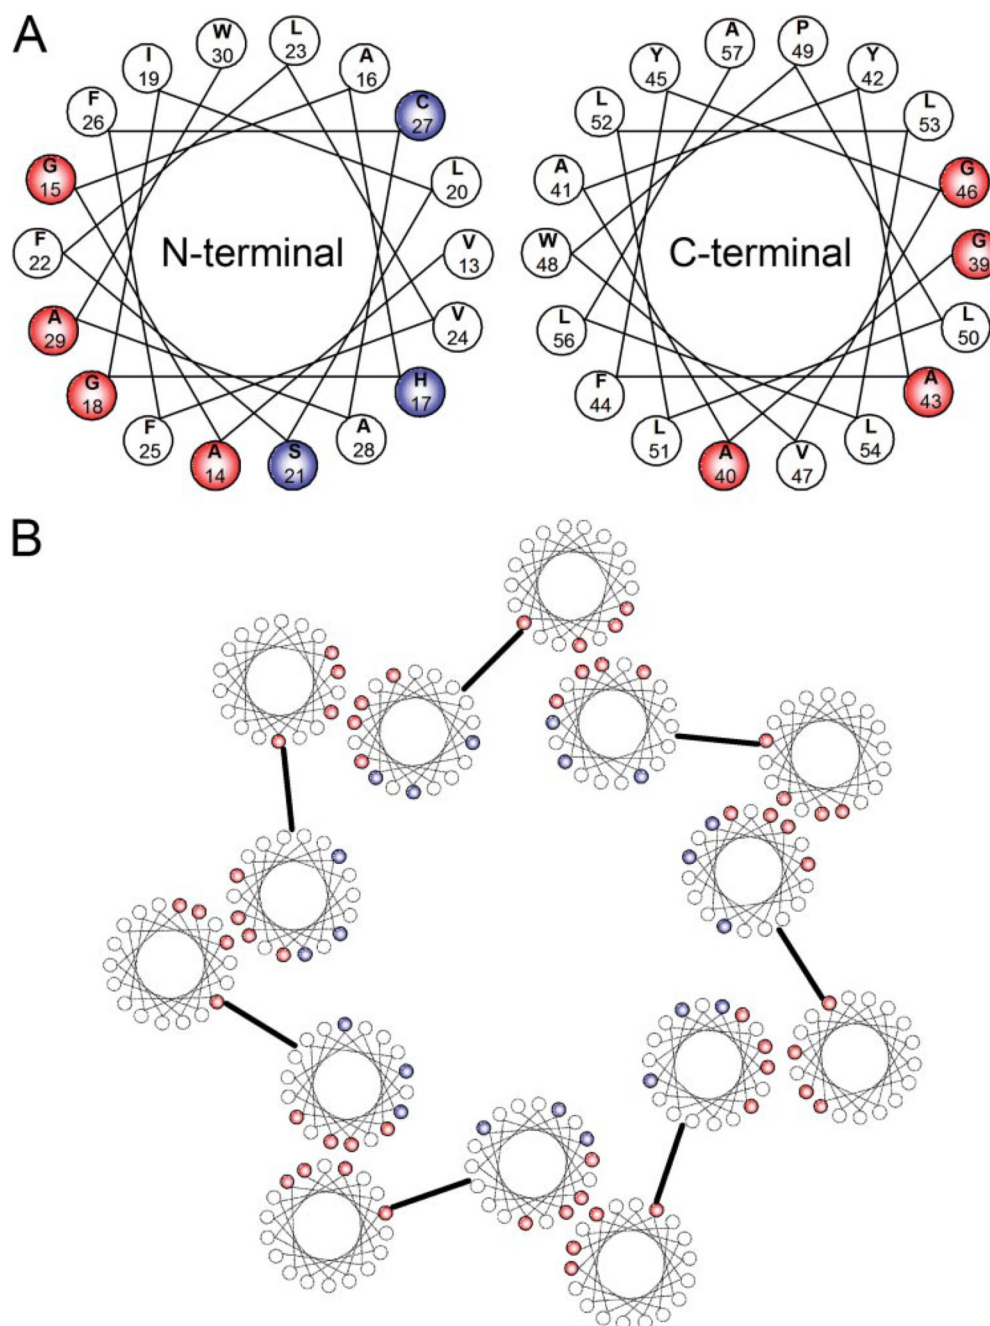 A
W
30
L
23
A
16
C
27
L
20
V
13
V
24
H
17
A
28
S
21
A
14
F
25
G
18
A
29
F
22
G
15
F
26
I
19
N-terminal
A
57
P
49
Y
42
L
53
G
46
G
39
L
50
A
43
L
54
V
47
A
40
L
51
F
44
L
56
W
48
A
41
L
52
Y
45
C-terminal
B